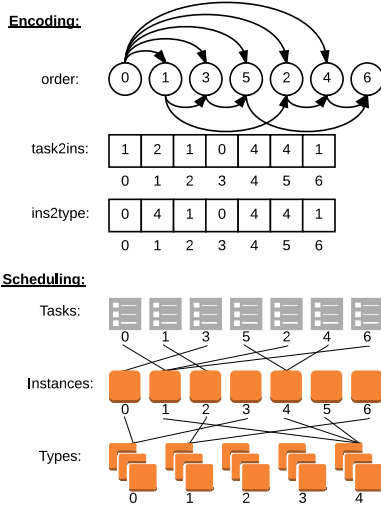 Encoding:
order: 0 1 3 5 2 4 6
task2ins: 1 2 1 0 4 4 1
0 1 2 3 4 5 6
ins2type: 0 4 1 0 4 4 1
0 1 2 3 4 5 6
Scheduling:
Tasks:
0 1 3 5 2 4 6
Instances:
0 1 2 3 4 5 6
Types:
0 1 2 3 4